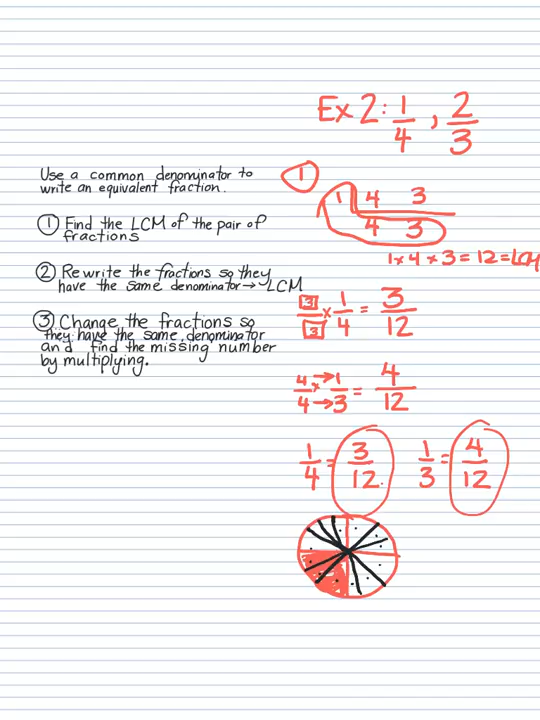 Ex 2: 1/4 , 2/3
Use a common denominator to
write an equivalent fraction.
① Find the LCM of the pair of
fractions
② Rewrite the fractions so they
have the same denominator → LCM
③ Change the fractions so
they have the same denominator
and find the missing number
by multiplying.
①
1 4 3
4 3
1 x 4 x 3 = 12 = LCM
3/3 x 1/4 = 3/12
4/4 x 1/3 = 4/12
1/4 = 3/12 1/3 = 4/12